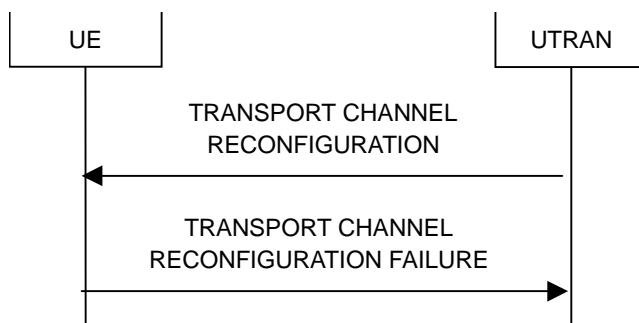 UE
UTRAN
TRANSPORT CHANNEL
RECONFIGURATION
TRANSPORT CHANNEL
RECONFIGURATION FAILURE